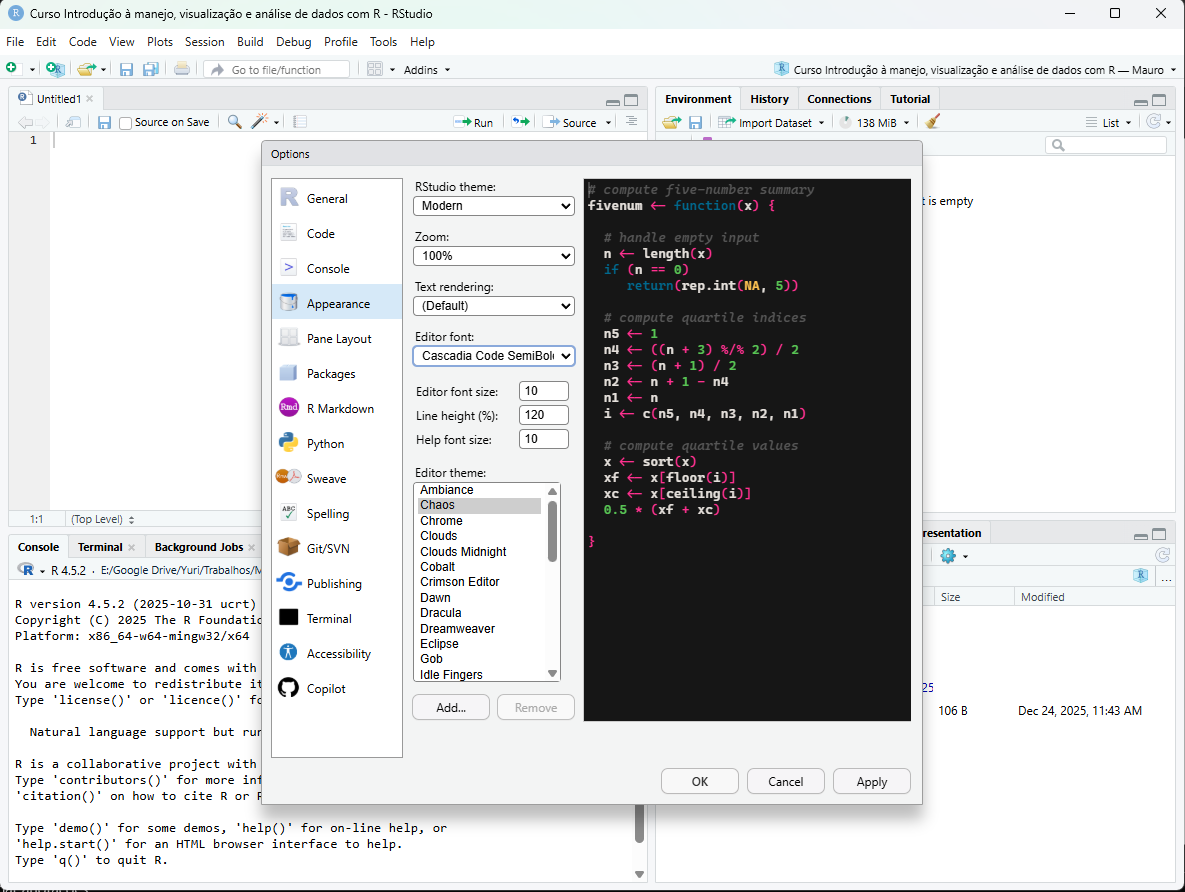 Curso Introdução à manejo, visualização e análise de dados com R - RStudio
File Edit Code View Plots Session Build Debug Profile Tools Help
Go to file/function Addins Curso Introdução à manejo, visualização e análise de dados com R — Mauro
Untitled1
Source on Save Run Source
1
1:1 (Top Level)
Environment History Connections Tutorial
Import Dataset 138 MiB List
t is empty
Options
General
Code
Console
Appearance
Pane Layout
Packages
Rmd R Markdown
Python
Sweave
ABC Spelling
Git/SVN
Publishing
Terminal
Accessibility
Copilot
RStudio theme:
Modern
Zoom:
100%
Text rendering:
(Default)
Editor font:
Cascadia Code SemiBol
Editor font size: 10
Line height (%): 120
Help font size: 10
Editor theme:
Ambiance
Chaos
Chrome
Clouds
Clouds Midnight
Cobalt
Crimson Editor
Dawn
Dracula
Dreamweaver
Eclipse
Gob
Idle Fingers
Add... Remove
# compute five-number summary
fivenum <- function(x) {
# handle empty input
n <- length(x)
if (n == 0)
return(rep.int(NA, 5))
# compute quartile indices
n5 <- 1
n4 <- ((n + 3) %/% 2) / 2
n3 <- (n + 1) / 2
n2 <- n + 1 - n4
n1 <- n
i <- c(n5, n4, n3, n2, n1)
# compute quartile values
x <- sort(x)
xf <- x[floor(i)]
xc <- x[ceiling(i)]
0.5 * (xf + xc)
}
OK Cancel Apply
Console Terminal Background Jobs
R 4.5.2 · E:/Google Drive/Yuri/Trabalhos/M
R version 4.5.2 (2025-10-31 ucrt)
Copyright (C) 2025 The R Foundatio
Platform: x86_64-w64-mingw32/x64
R is free software and comes with
You are welcome to redistribute it
Type 'license()' or 'licence()' fo
Natural language support but run
R is a collaborative project with
Type 'contributors()' for more inf
'citation()' on how to cite R or R
Type 'demo()' for some demos, 'help()' for on-line help, or
'help.start()' for an HTML browser interface to help.
Type 'q()' to quit R.
resentation
Size Modified
25
106 B Dec 24, 2025, 11:43 AM